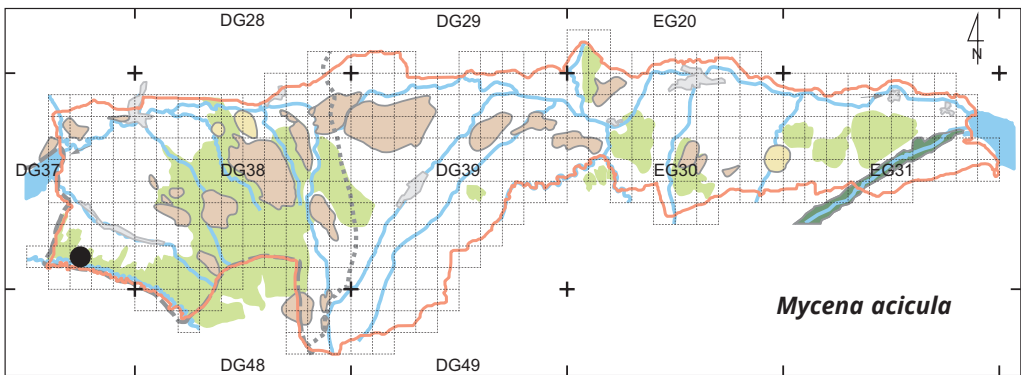 DG28 DG29 EG20
N
DG37 DG38 DG39 EG30 EG31
Mycena acicula
DG48 DG49